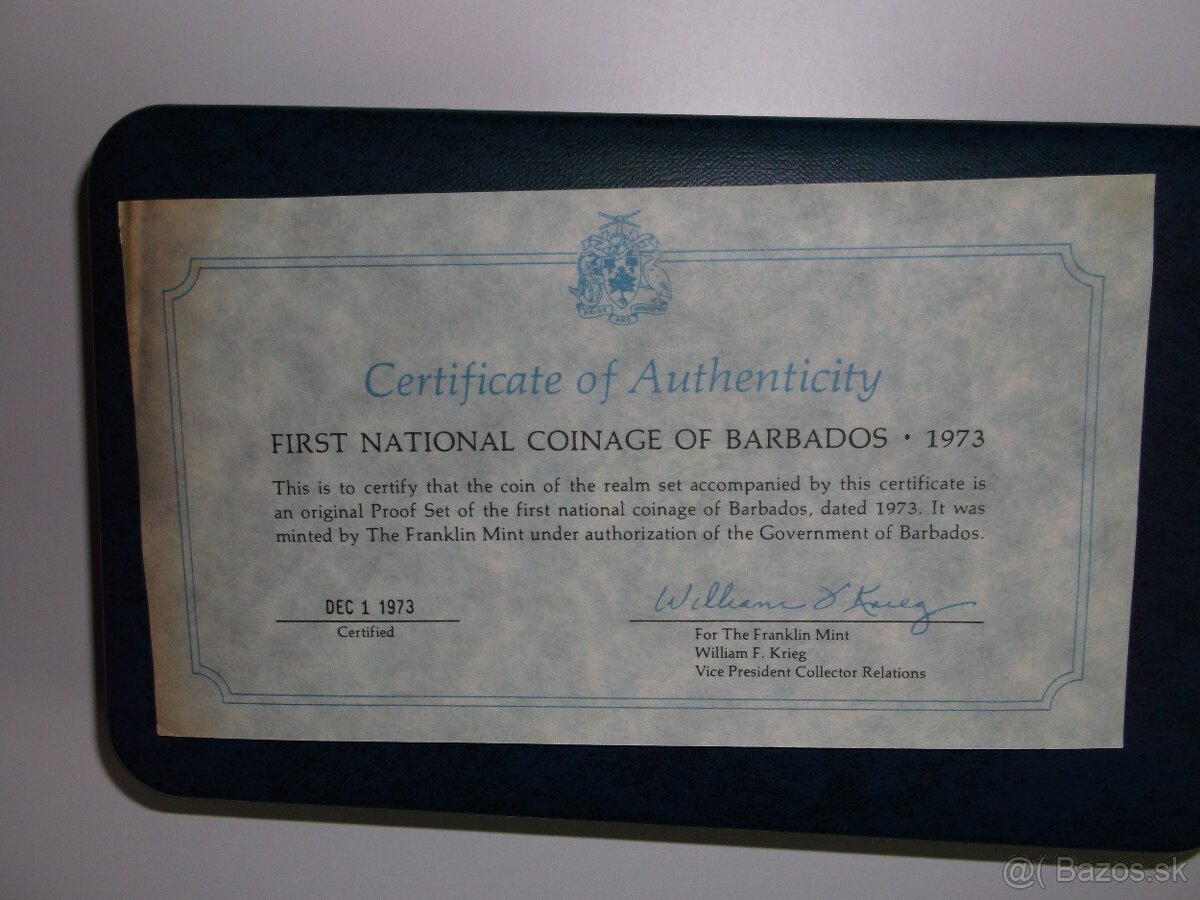 PRIDE AND INDUSTRY
Certificate of Authenticity
FIRST NATIONAL COINAGE OF BARBADOS • 1973
This is to certify that the coin of the realm set accompanied by this certificate is
an original Proof Set of the first national coinage of Barbados, dated 1973. It was
minted by The Franklin Mint under authorization of the Government of Barbados.
DEC 1 1973
Certified
William F Krieg
For The Franklin Mint
William F. Krieg
Vice President Collector Relations
@( Bazos.sk